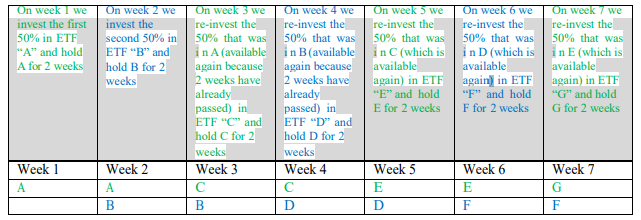 On week 1 we
invest the first
50% in ETF
“A” and hold
A for 2 weeks
On week 2 we
invest the
second 50% in
ETF “B” and
hold B for 2
weeks
On week 3 we
re-invest the
50% that was
i n A (available
again because
2 weeks have
already
passed) in
ETF “C” and
hold C for 2
weeks
On week 4 we
re-invest the
50% that was
i n B (available
again because
2 weeks have
already
passed) in
ETF “D” and
hold D for 2
weeks
On week 5 we
re-invest the
50% that was
i n C (which is
available
again) in ETF
“E” and hold
E for 2 weeks
On week 6 we
re-invest the
50% that was
i n D (which is
available
again) in ETF
“F” and hold
F for 2 weeks
On week 7 we
re-invest the
50% that was
i n E (which is
available
again) in ETF
“G” and hold
G for 2 weeks
Week 1 Week 2 Week 3 Week 4 Week 5 Week 6 Week 7
A A C C E E G
B B D D F F